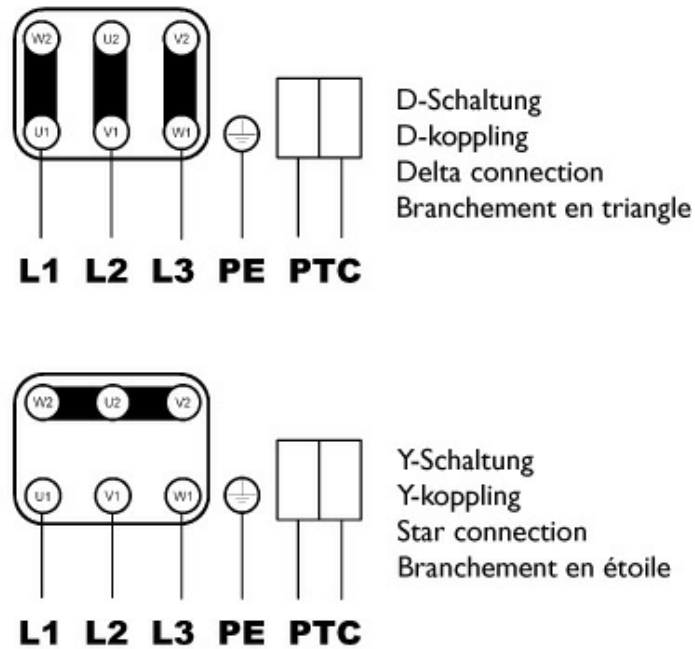 W2 U2 V2
U1 V1 W1
L1 L2 L3 PE PTC
D-Schaltung
D-koppling
Delta connection
Branchement en triangle
W2 U2 V2
U1 V1 W1
L1 L2 L3 PE PTC
Y-Schaltung
Y-koppling
Star connection
Branchement en étoile